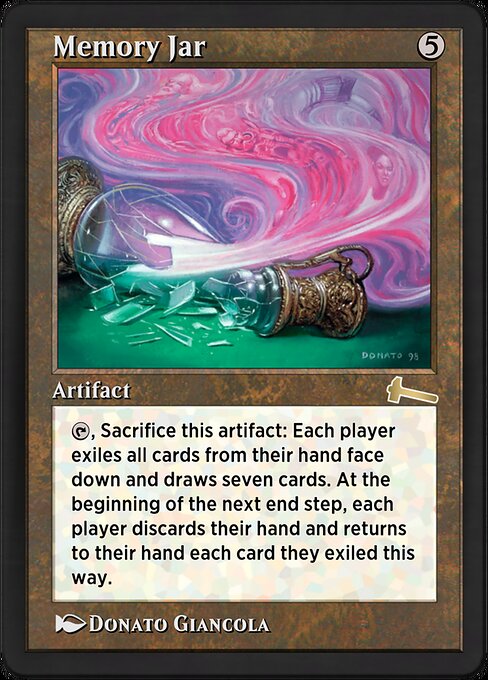 Memory Jar 5
DONATO 98
Artifact
, Sacrifice this artifact: Each player
exiles all cards from their hand face
down and draws seven cards. At the
beginning of the next end step, each
player discards their hand and returns
to their hand each card they exiled this
way.
Donato Giancola